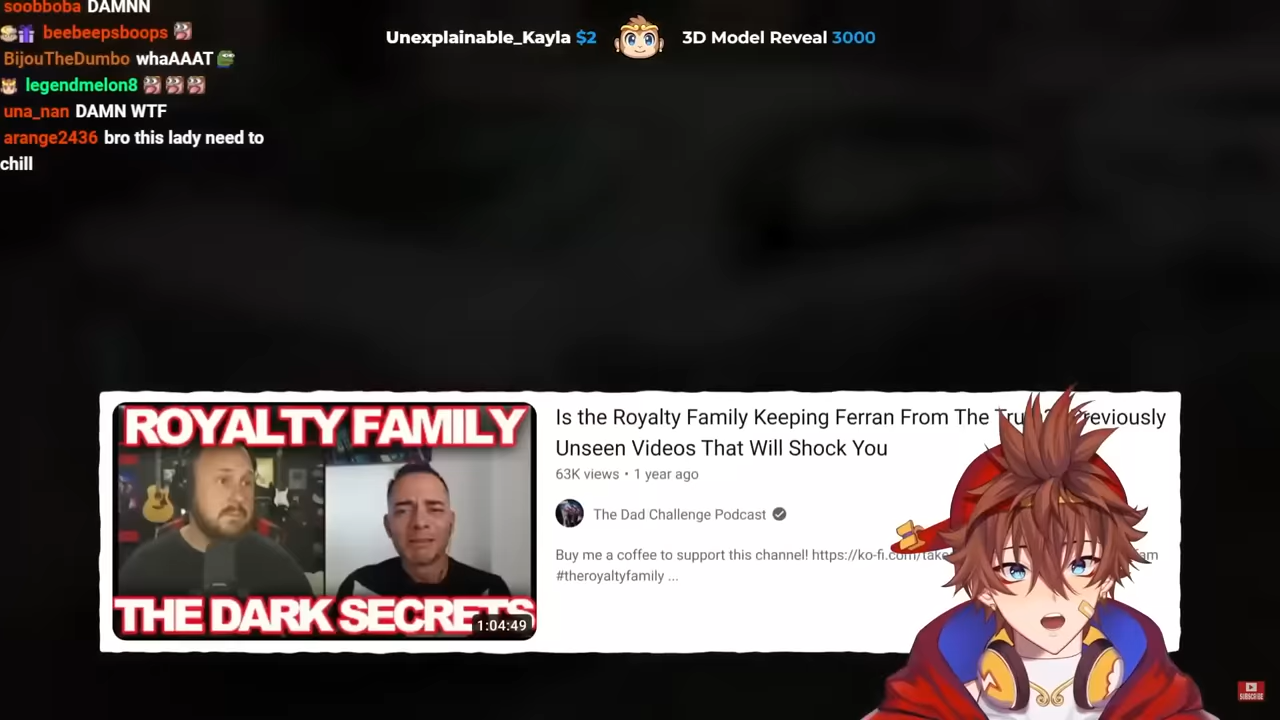 soobboba DAMNN
beebeepsboops
BijouTheDumbo whaAAAT
legendmelon8
una_nan DAMN WTF
arange2436 bro this lady need to
chill
Unexplainable_Kayla $2
3D Model Reveal 3000
ROYALTY FAMILY
THE DARK SECRETS
1:04:49
Is the Royalty Family Keeping Ferran From The
Unseen Videos That Will Shock You
63K views • 1 year ago
The Dad Challenge Podcast
Buy me a coffee to support this channel! https://ko-fi.com/take
#theroyaltyfamily ...
SUBSCRIBE